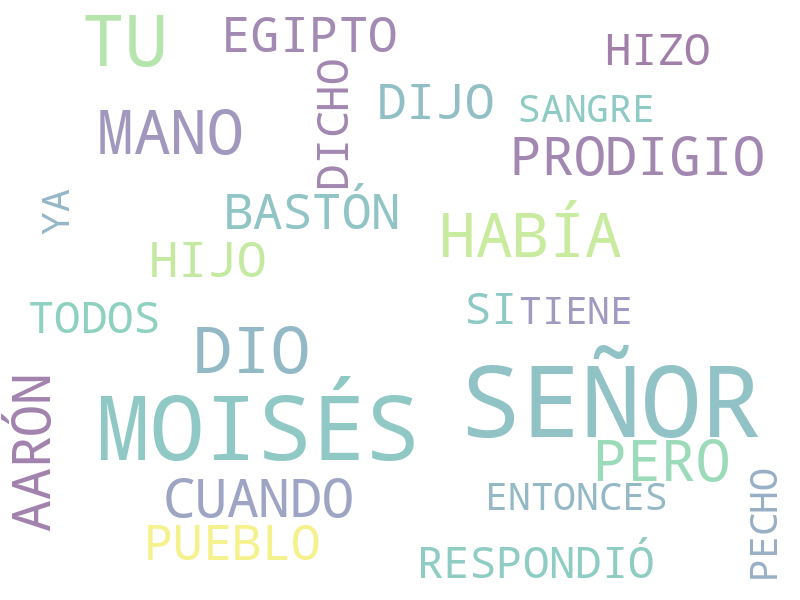 TU
EGIPTO
HIZO
DICHO
DIJO
SANGRE
MANO
PRODIGIO
YA
BASTÓN
HABÍA
HIJO
TODOS
SI
TIENE
DIO
SEÑOR
MOISÉS
AARÓN
PERO
CUANDO
ENTONCES
PECHO
PUEBLO
RESPONDIÓ